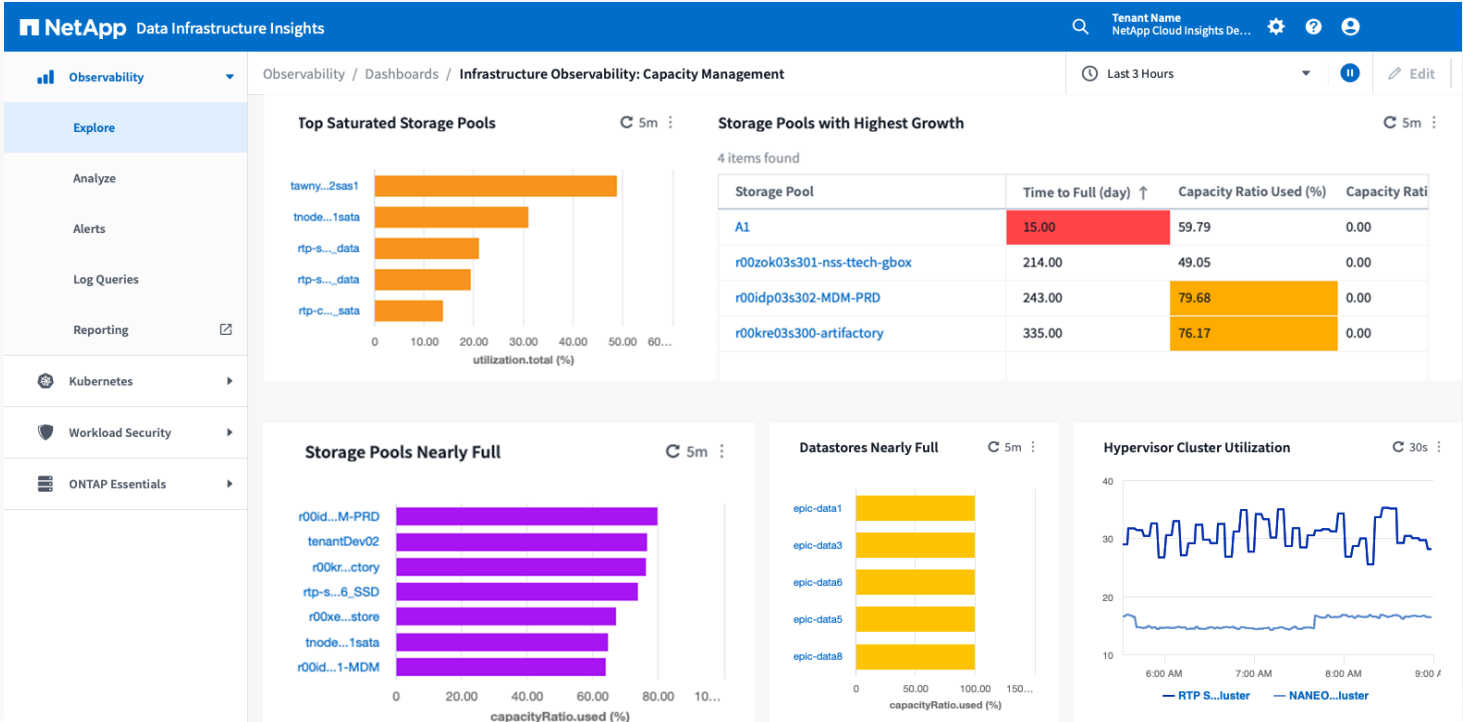 NetApp Data Infrastructure Insights
Tenant Name
NetApp Cloud Insights De...
Observability
Explore
Analyze
Alerts
Log Queries
Reporting
Kubernetes
Workload Security
ONTAP Essentials
Observability / Dashboards / Infrastructure Observability: Capacity Management
Last 3 Hours
Edit
Top Saturated Storage Pools
5m
tawny...2sas1
tnode...1sata
rtp-s..._data
rtp-s..._data
rtp-c..._sata
0 10.00 20.00 30.00 40.00 50.00 60...
utilization.total (%)
Storage Pools with Highest Growth
5m
4 items found
Storage Pool Time to Full (day) ↑ Capacity Ratio Used (%) Capacity Rati
A1 15.00 59.79 0.00
r00zok03s301-nss-ttech-gbox 214.00 49.05 0.00
r00idp03s302-MDM-PRD 243.00 79.68 0.00
r00kre03s300-artifactory 335.00 76.17 0.00
Storage Pools Nearly Full
5m
r00id...M-PRD
tenantDev02
r00kr...ctory
rtp-s...6_SSD
r00xe...store
tnode...1sata
r00id...1-MDM
0 20.00 40.00 60.00 80.00 10...
capacityRatio.used (%)
Datastores Nearly Full
5m
epic-data1
epic-data3
epic-data6
epic-data5
epic-data8
0 50.00 100.00 150...
capacityRatio.used (%)
Hypervisor Cluster Utilization
30s
40
30
20
10
6:00 AM 7:00 AM 8:00 AM 9:00 A
RTP S...luster NANEO...luster